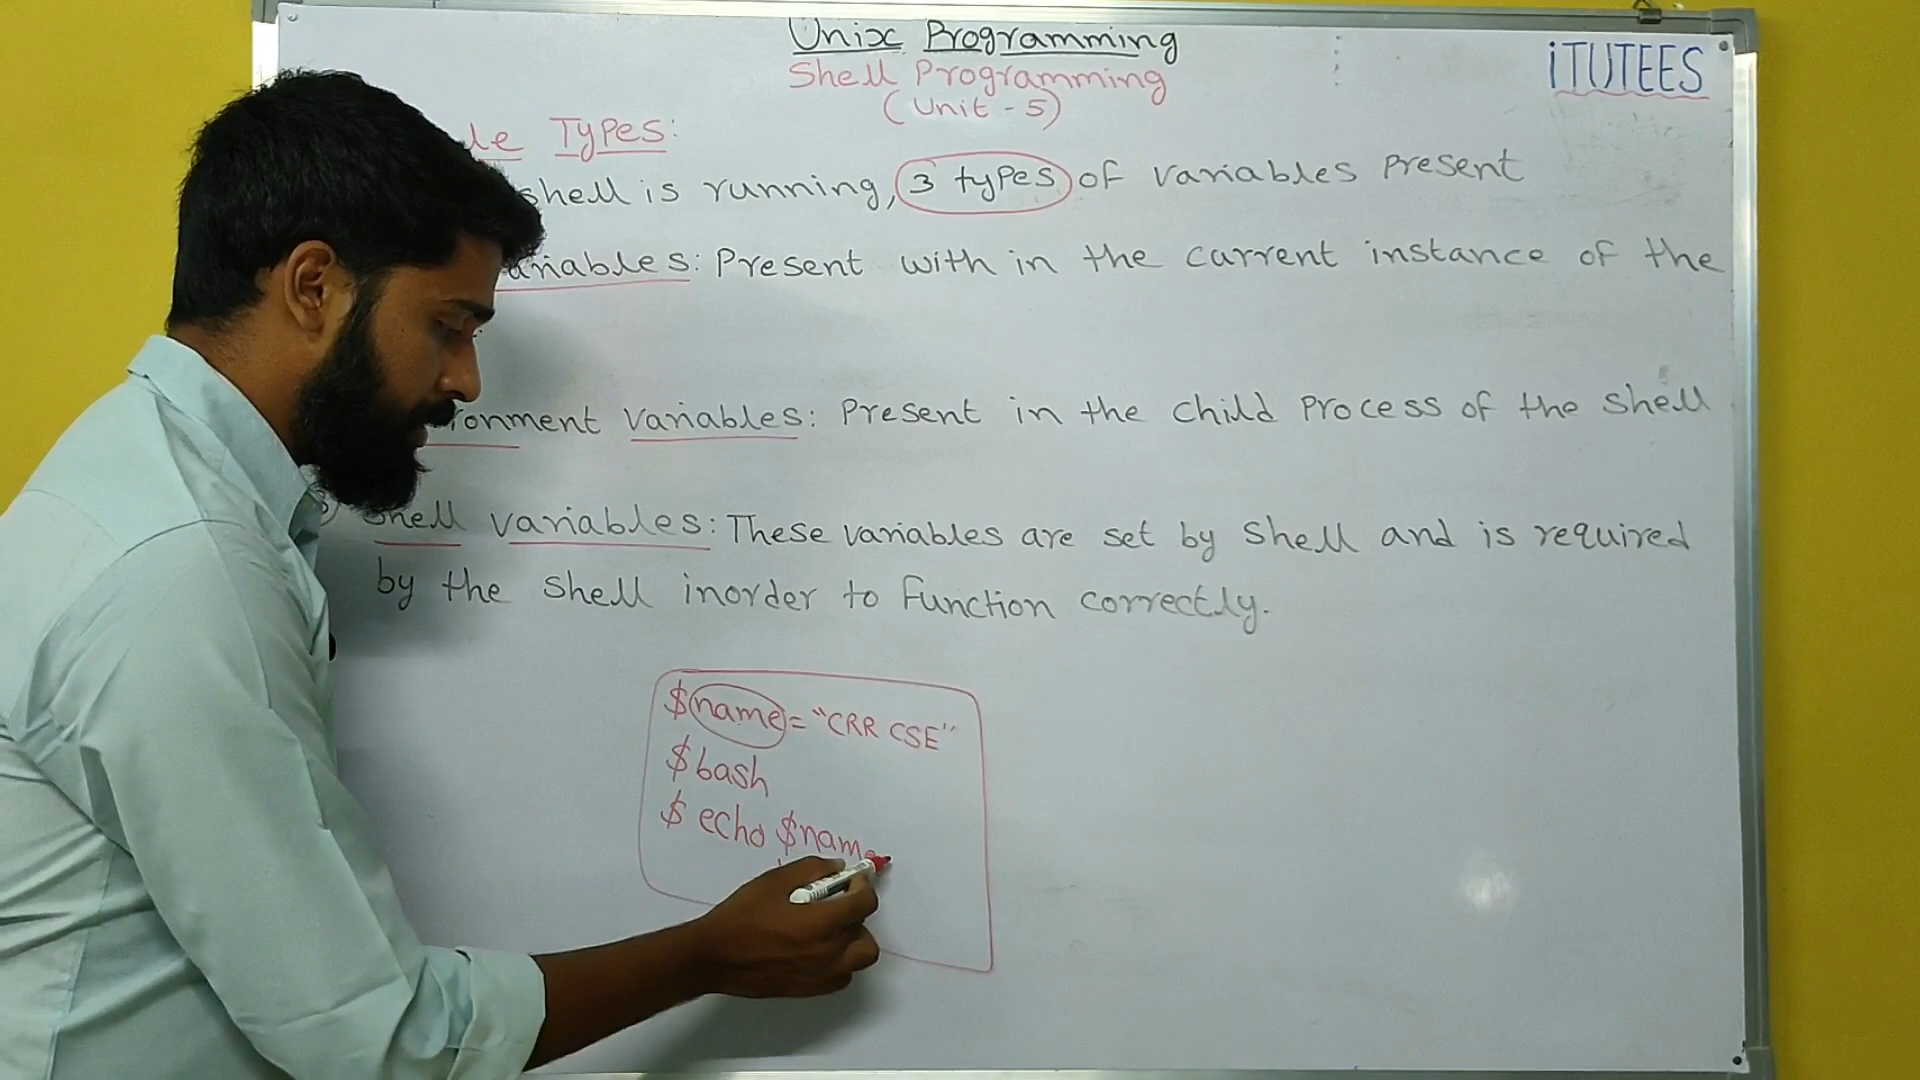 Unix Programming
iTUTEES
Shell Programming
(Unit - 5)
Types:
shell is running, 3 types of variables present
variables: Present with in the current instance of the
variables: Present in the child process of the shell
Shell variables: These variables are set by shell and is required
by the shell inorder to function correctly.
$name = "CRR CSE"
$bash
$ echo $name